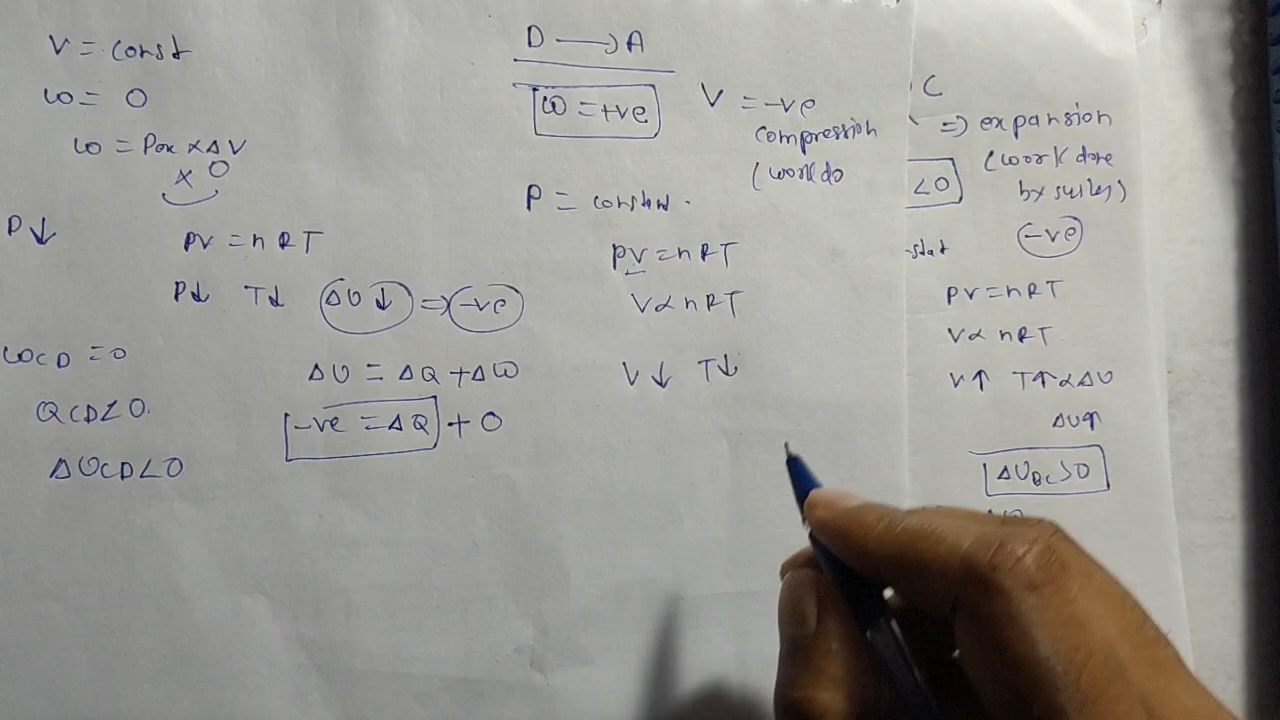 V = const
W = 0
W = Pex × ΔV
× 0
P↓
PV = nRT
P↓ T↓ ΔU↓ ⇒ -ve
WCD = 0
ΔU = ΔQ + ΔW
QCD<0.
-ve = ΔQ + 0
ΔUCD<0
D ⟶ A
W = +ve
V = -ve
compression
(work do
P = constant.
PV = nRT
V ∝ nRT
V↓ T↓
C
⇒ expansion
(work done
<0
by system)
-stat
-ve
PV = nRT
V ∝ nRT
V↑ T↑ ∝ ΔU
ΔU↑
ΔUBC>0